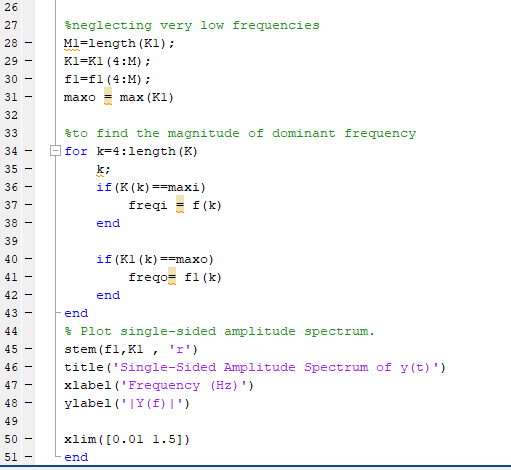 26
27 %neglecting very low frequencies
28 – M1=length(K1);
29 – K1=K1(4:M);
30 – f1=f1(4:M);
31 – maxo = max(K1)
32
33 %to find the magnitude of dominant frequency
34 – for k=4:length(K)
35 – k;
36 – if(K(k)==maxi)
37 – freqi = f(k)
38 – end
39
40 – if(K1(k)==maxo)
41 – freqo= f1(k)
42 – end
43 – end
44 % Plot single-sided amplitude spectrum.
45 – stem(f1,K1 , 'r')
46 – title('Single-Sided Amplitude Spectrum of y(t)')
47 – xlabel('Frequency (Hz)')
48 – ylabel('|Y(f)|')
49
50 – xlim([0.01 1.5])
51 – end